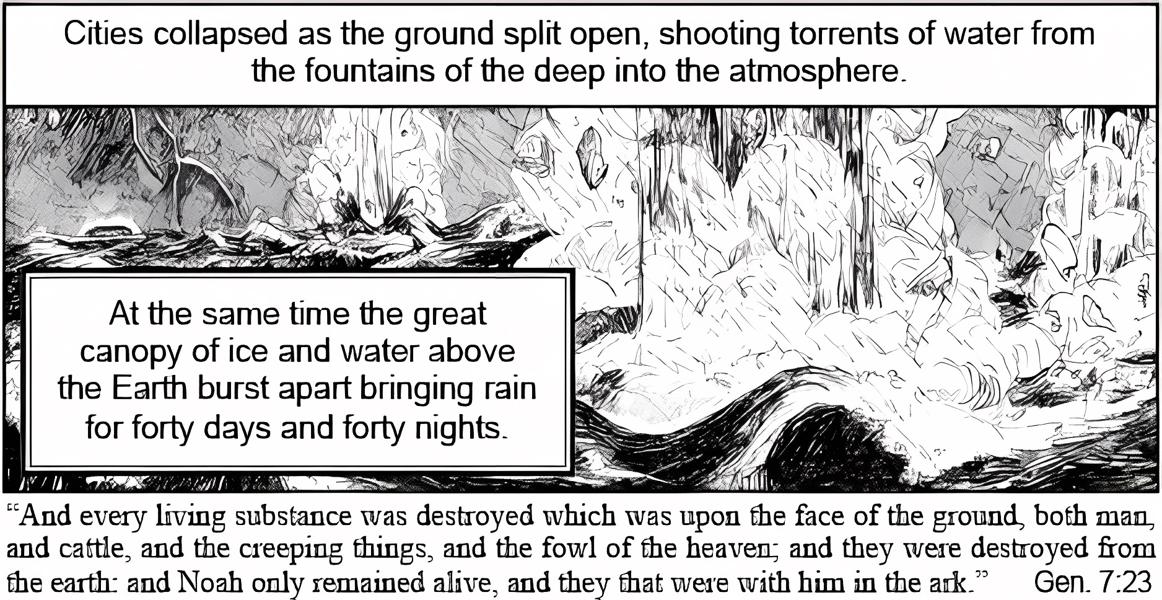 Cities collapsed as the ground split open, shooting torrents of water from
the fountains of the deep into the atmosphere.
At the same time the great
canopy of ice and water above
the Earth burst apart bringing rain
for forty days and forty nights.
“And every living substance was destroyed which was upon the face of the ground, both man,
and cattle, and the creeping things, and the fowl of the heaven; and they were destroyed from
the earth: and Noah only remained alive, and they that were with him in the ark.” Gen. 7:23